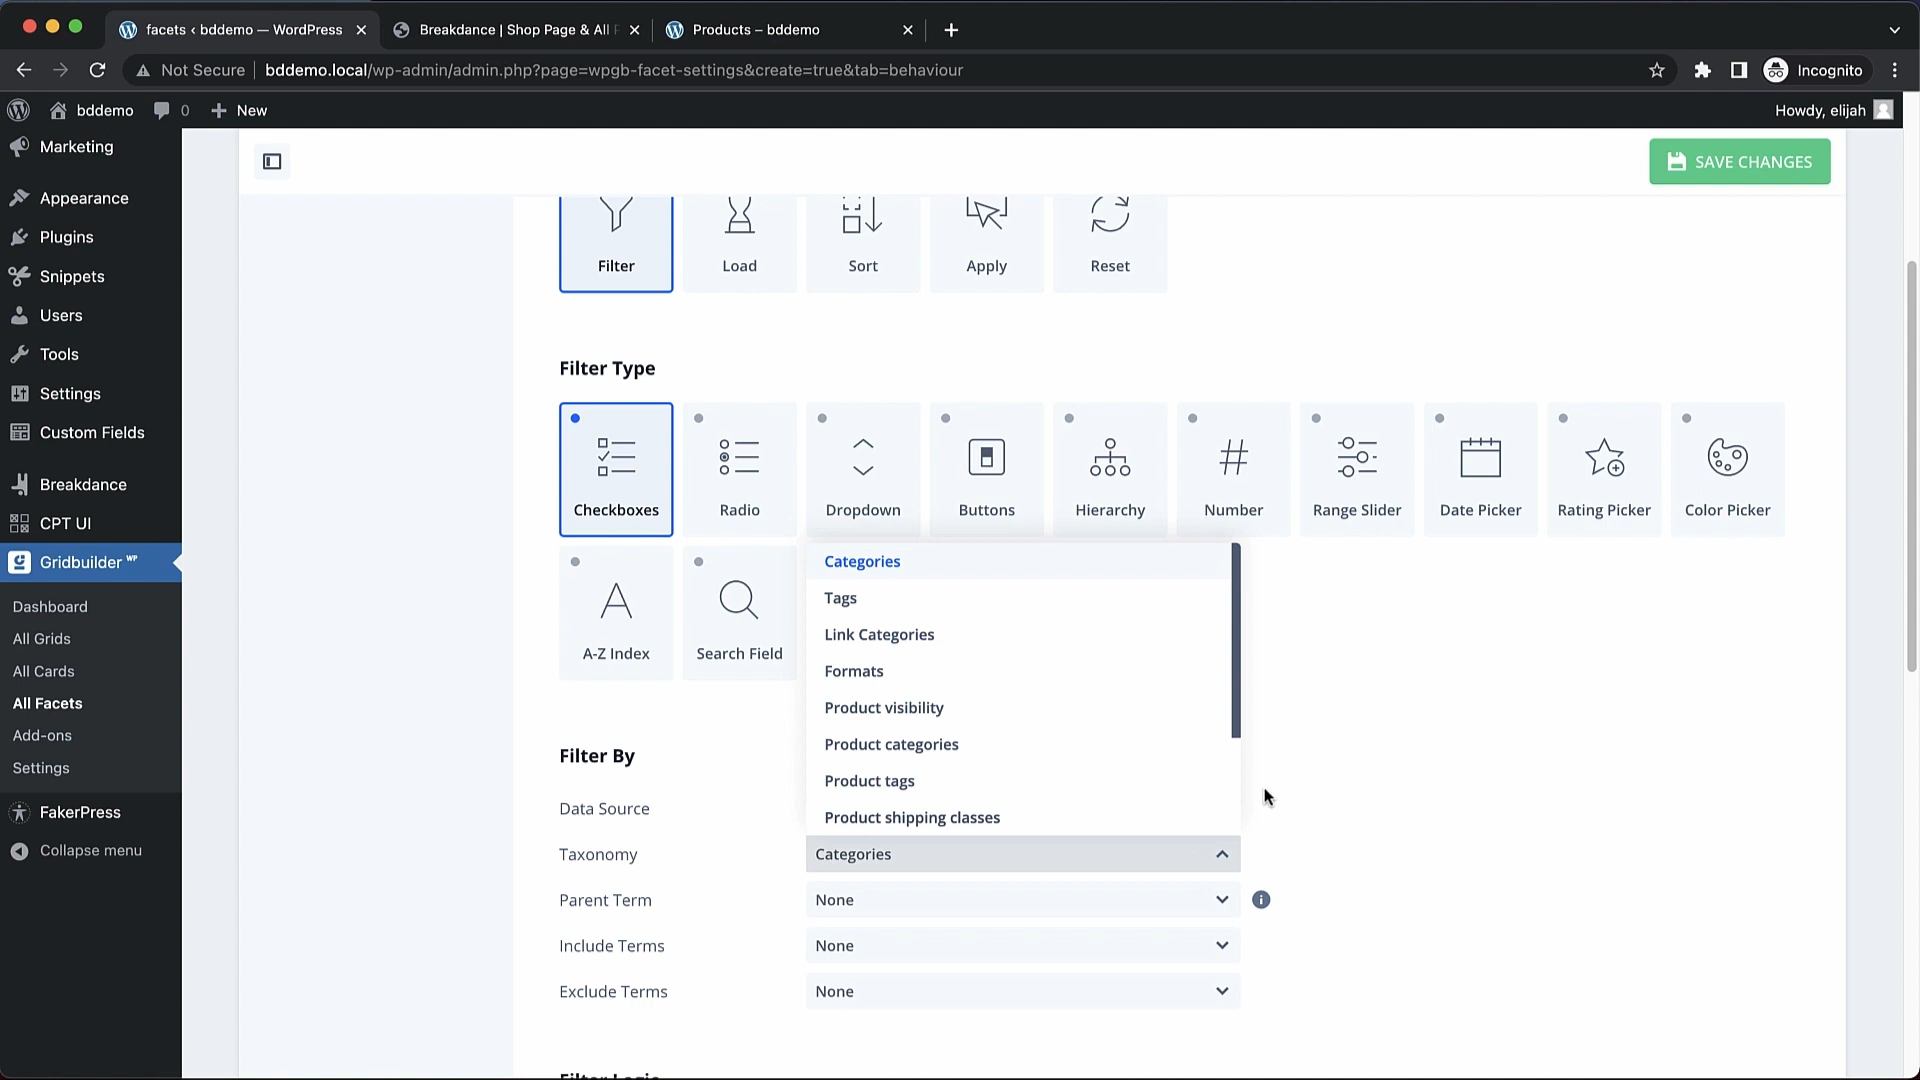 facets ‹ bddemo — WordPress
Breakdance | Shop Page & All
Products – bddemo
Not Secure
bddemo.local/wp-admin/admin.php?page=wpgb-facet-settings&create=true&tab=behaviour
Incognito
bddemo
0
New
Howdy, elijah
Marketing
Appearance
Plugins
Snippets
Users
Tools
Settings
Custom Fields
Breakdance
CPT UI
Gridbuilder WP
Dashboard
All Grids
All Cards
All Facets
Add-ons
Settings
FakerPress
Collapse menu
SAVE CHANGES
Filter
Load
Sort
Apply
Reset
Filter Type
Checkboxes
Radio
Dropdown
Buttons
Hierarchy
Number
Range Slider
Date Picker
Rating Picker
Color Picker
A-Z Index
Search Field
Categories
Tags
Link Categories
Formats
Product visibility
Product categories
Product tags
Product shipping classes
Filter By
Data Source
Taxonomy
Categories
Parent Term
None
Include Terms
None
Exclude Terms
None
Filter Logic